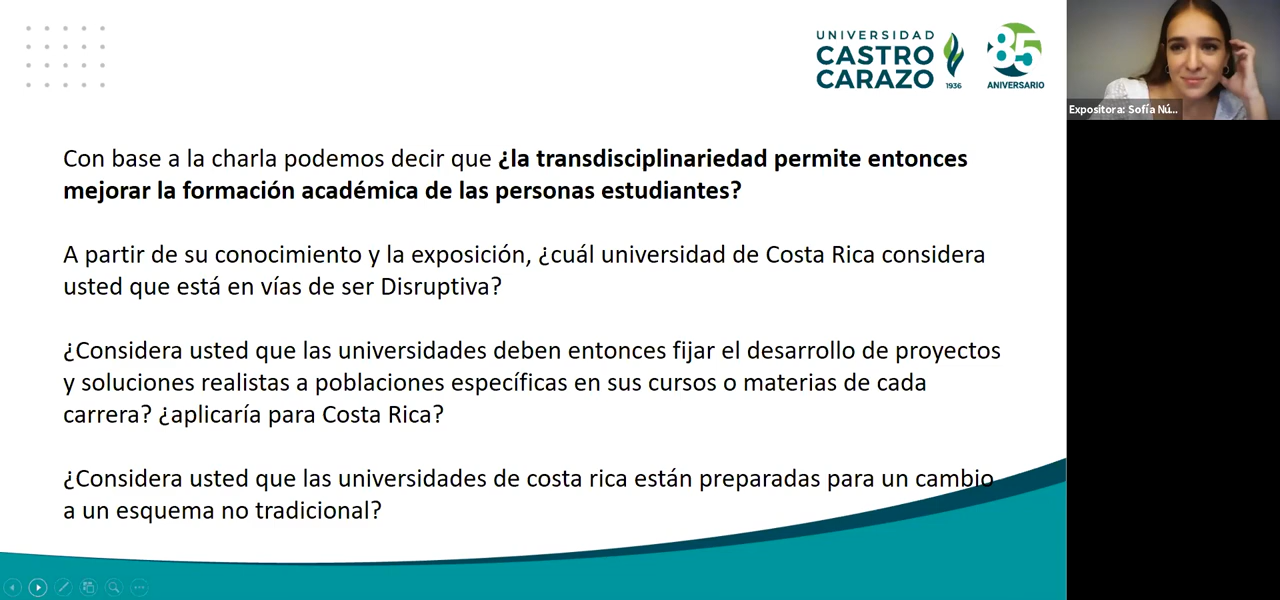 UNIVERSIDAD
CASTRO
CARAZO
1936
85
ANIVERSARIO
Expositora: Sofía Nú...
Con base a la charla podemos decir que ¿la transdisciplinariedad permite entonces
mejorar la formación académica de las personas estudiantes?
A partir de su conocimiento y la exposición, ¿cuál universidad de Costa Rica considera
usted que está en vías de ser Disruptiva?
¿Considera usted que las universidades deben entonces fijar el desarrollo de proyectos
y soluciones realistas a poblaciones específicas en sus cursos o materias de cada
carrera? ¿aplicaría para Costa Rica?
¿Considera usted que las universidades de costa rica están preparadas para un cambio
a un esquema no tradicional?